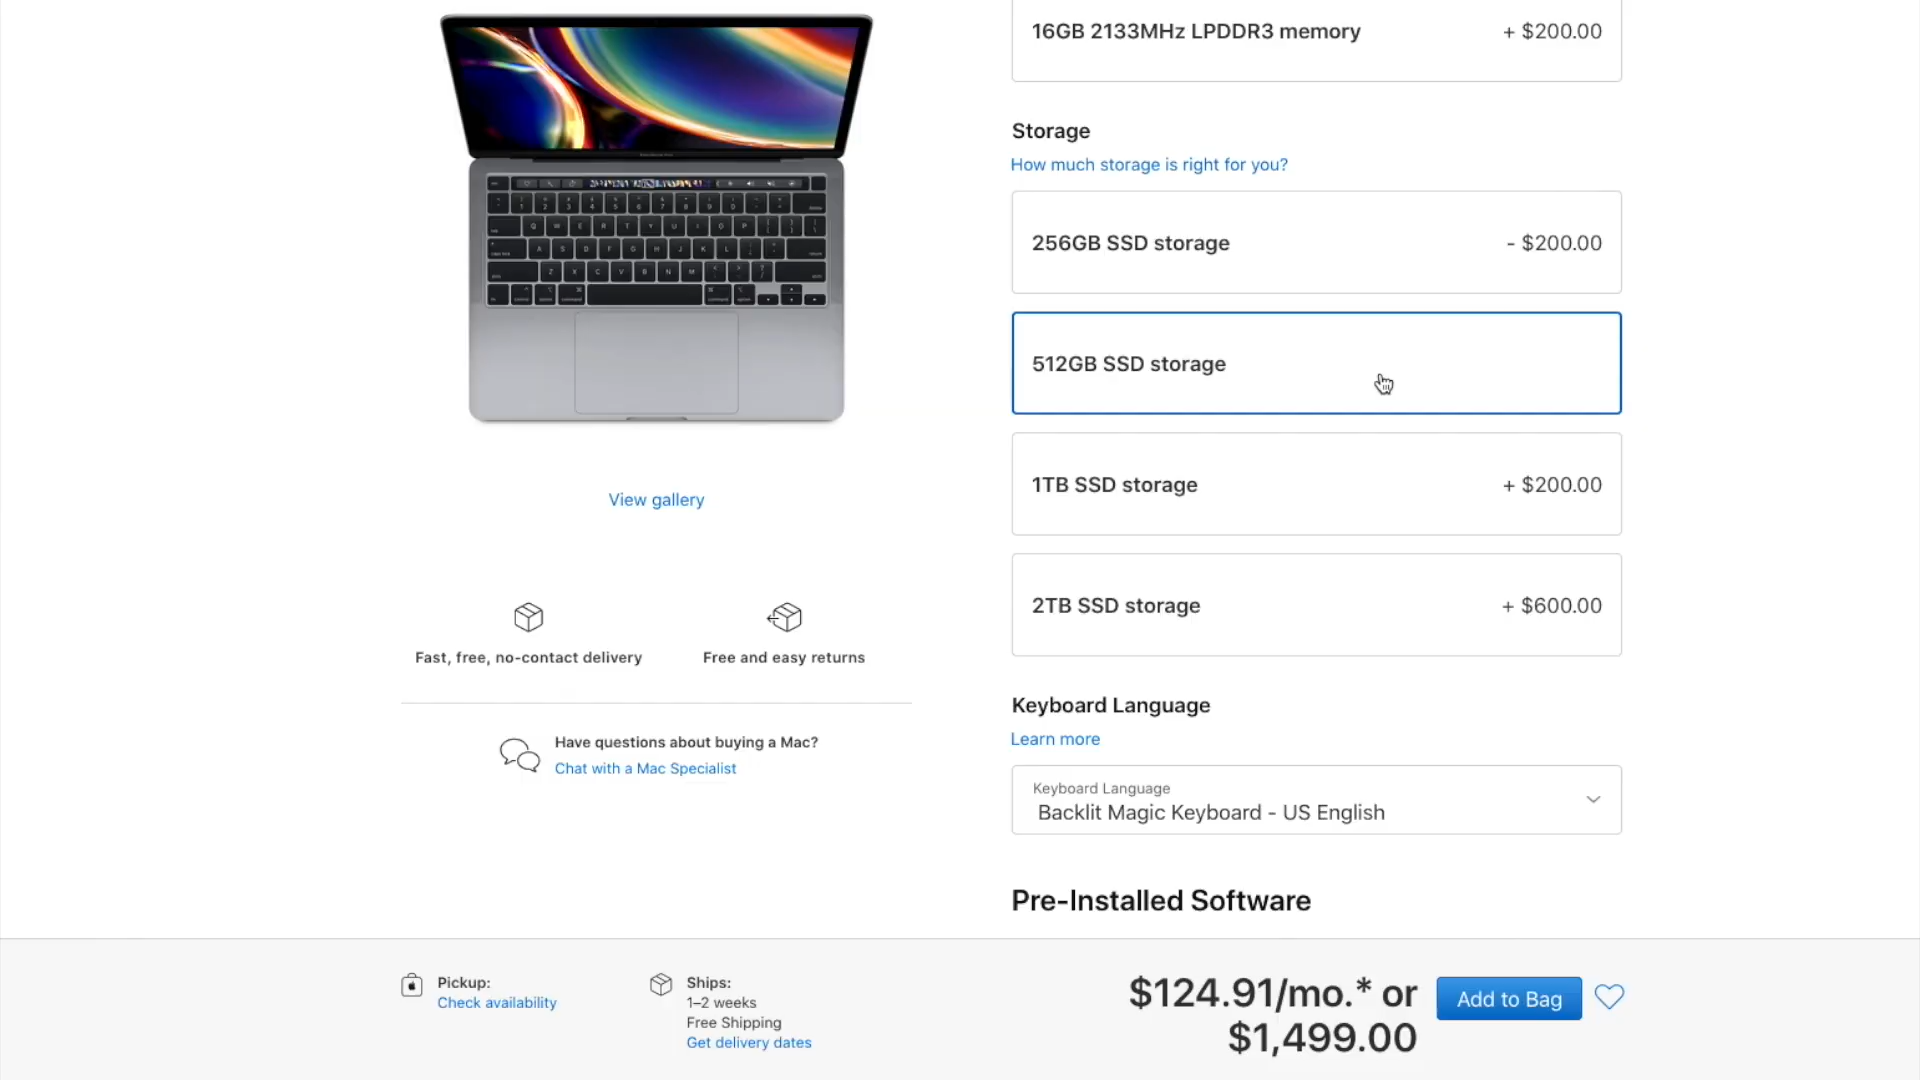 16GB 2133MHz LPDDR3 memory + $200.00
Storage
How much storage is right for you?
256GB SSD storage - $200.00
512GB SSD storage
1TB SSD storage + $200.00
2TB SSD storage + $600.00
Keyboard Language
Learn more
Keyboard Language
Backlit Magic Keyboard - US English
Pre-Installed Software
View gallery
Fast, free, no-contact delivery
Free and easy returns
Have questions about buying a Mac?
Chat with a Mac Specialist
Pickup:
Check availability
Ships:
1–2 weeks
Free Shipping
Get delivery dates
$124.91/mo.* or
$1,499.00
Add to Bag